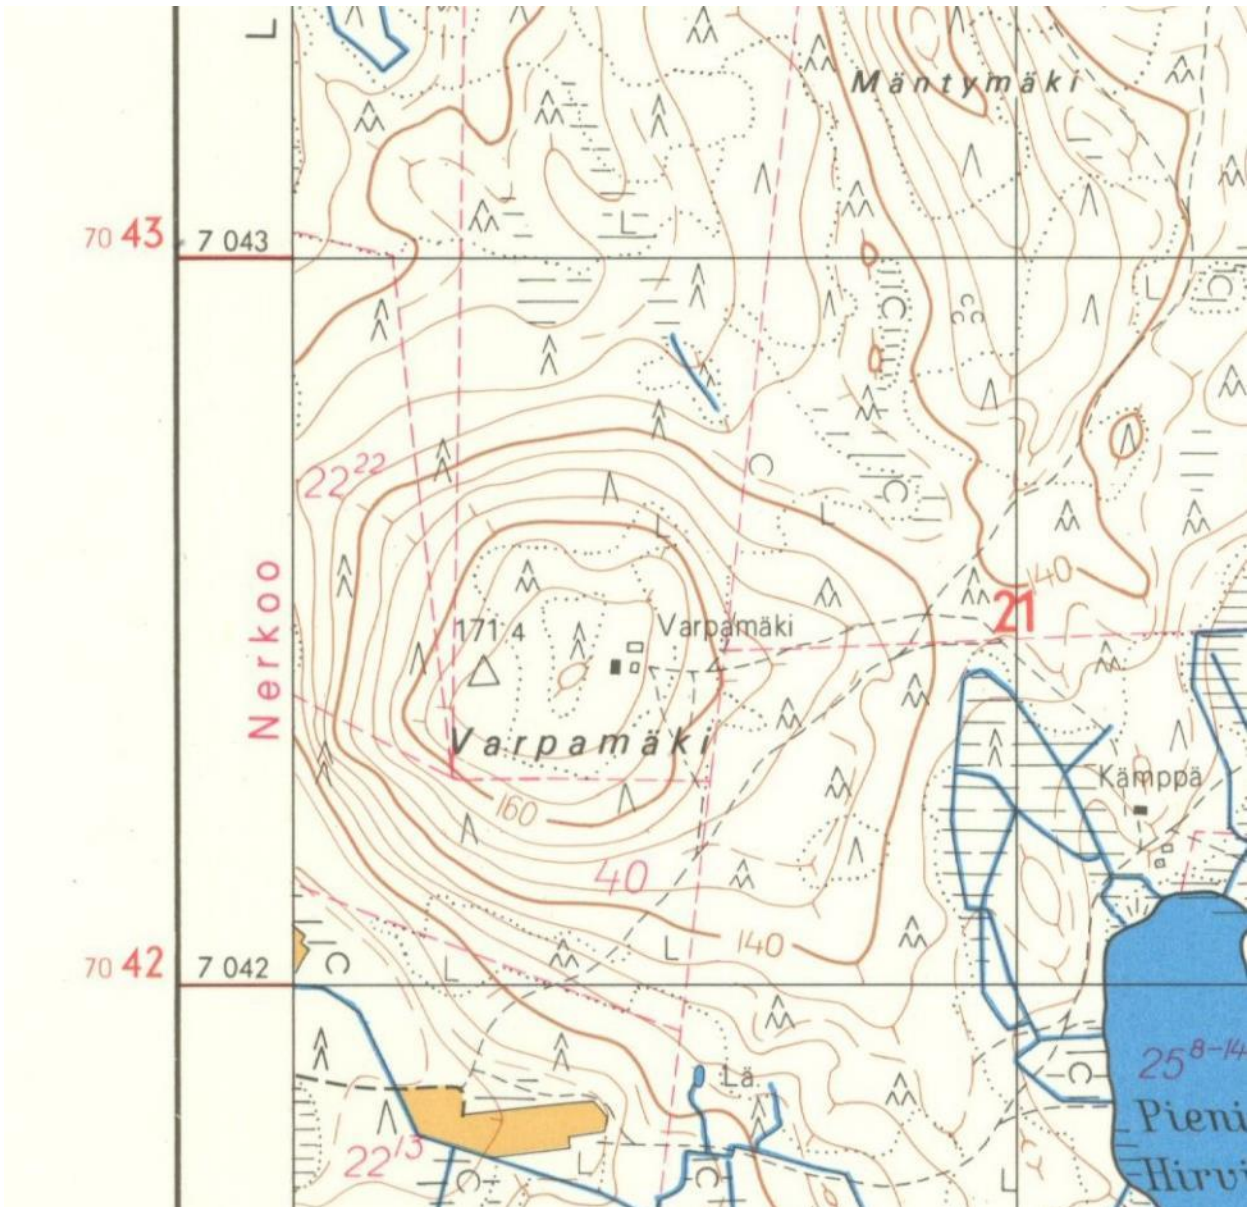 Mäntymäki
70 43
7 043
22²²
140
21
171.4
Varpamäki
Nerkoo
Varpamäki
Kämppä
160
40
140
70 42
7 042
25⁸⁻¹⁴
Lä.
Pieni
Hirvi
22¹³